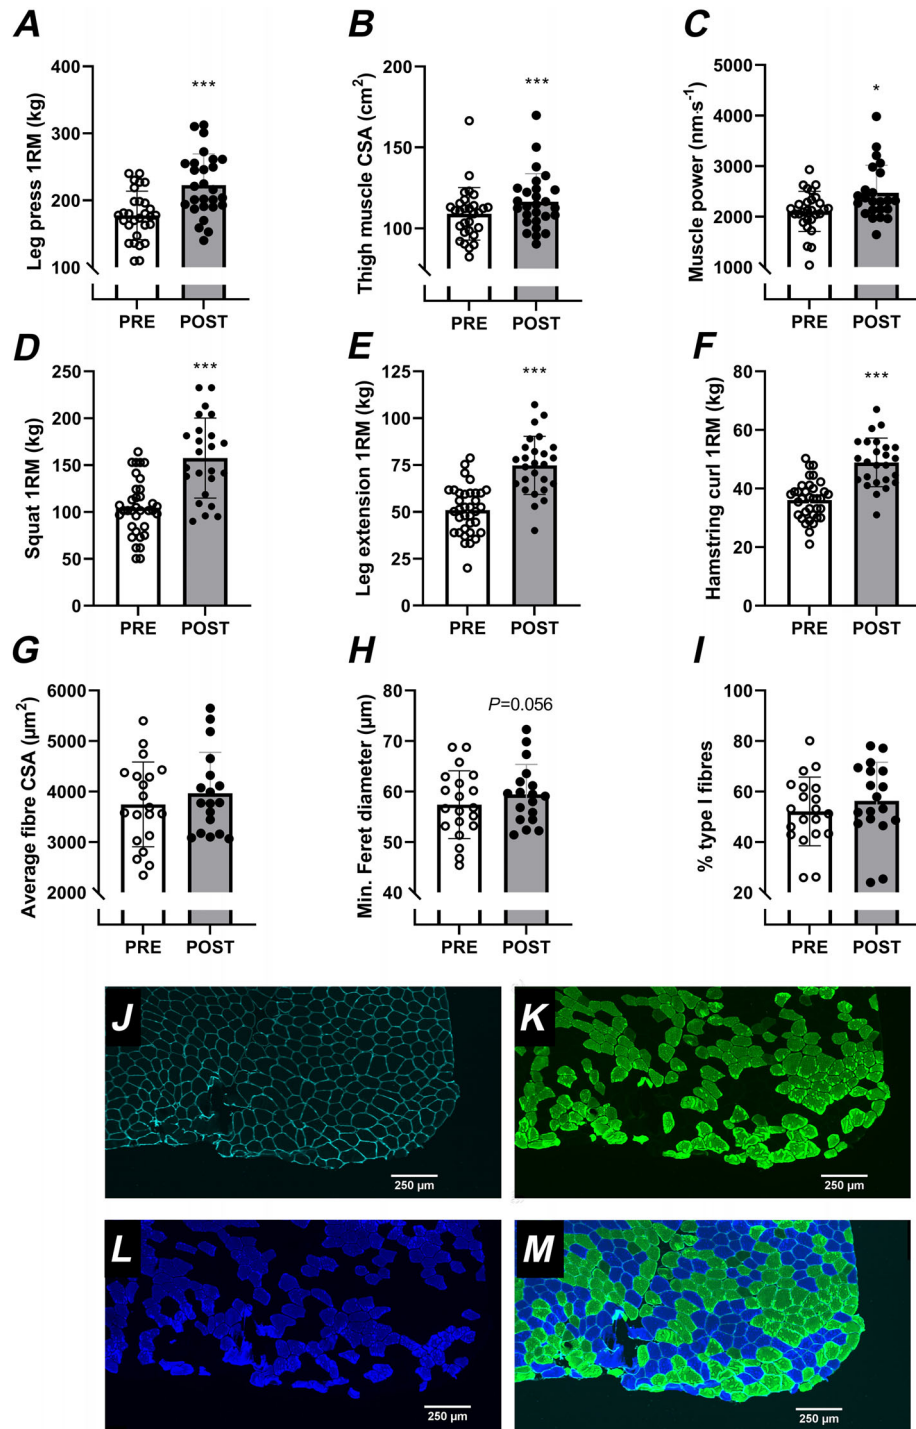 A
B
C
Leg press 1RM (kg)
400
300
200
100
***
PRE
POST
Thigh muscle CSA (cm²)
200
150
100
***
PRE
POST
Muscle power (nm·s⁻¹)
5000
4000
3000
2000
1000
*
PRE
POST
D
E
F
Squat 1RM (kg)
250
200
150
100
50
0
***
PRE
POST
Leg extension 1RM (kg)
125
100
75
50
25
0
***
PRE
POST
Hamstring curl 1RM (kg)
80
60
40
20
0
***
PRE
POST
G
H
I
Average fibre CSA (µm²)
6000
5000
4000
3000
2000
PRE
POST
Min. Feret diameter (µm)
80
70
60
50
40
P=0.056
PRE
POST
% type I fibres
100
80
60
40
20
PRE
POST
J
250 µm
K
250 µm
L
250 µm
M
250 µm